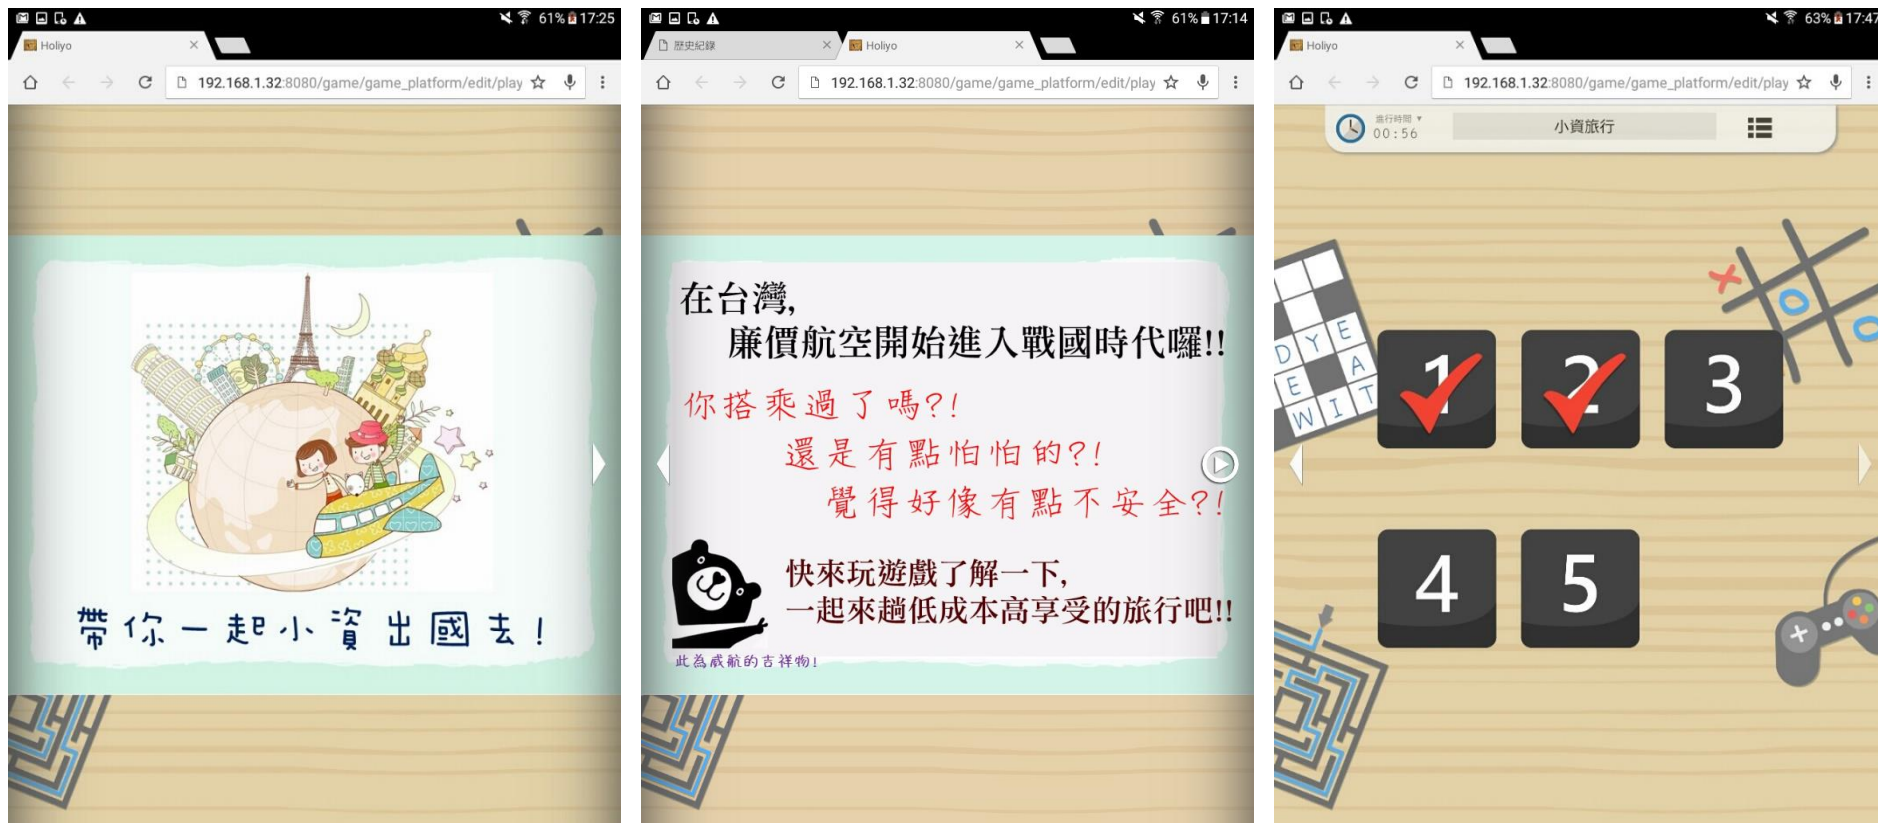 61% 17:25
Holiyo
192.168.1.32:8080/game/game_platform/edit/play
帶你一起小資出國去!
61% 17:14
歷史紀錄
Holiyo
192.168.1.32:8080/game/game_platform/edit/play
在台灣,
廉價航空開始進入戰國時代囉!!
你搭乘過了嗎?!
還是有點怕怕的?!
覺得好像有點不安全?!
快來玩遊戲了解一下,
一起來趟低成本高享受的旅行吧!!
此為威航的吉祥物!
63% 17:47
Holiyo
192.168.1.32:8080/game/game_platform/edit/play
進行時間 ▼
00:56
小資旅行
D Y E
E A
W I T
1 2 3
4 5